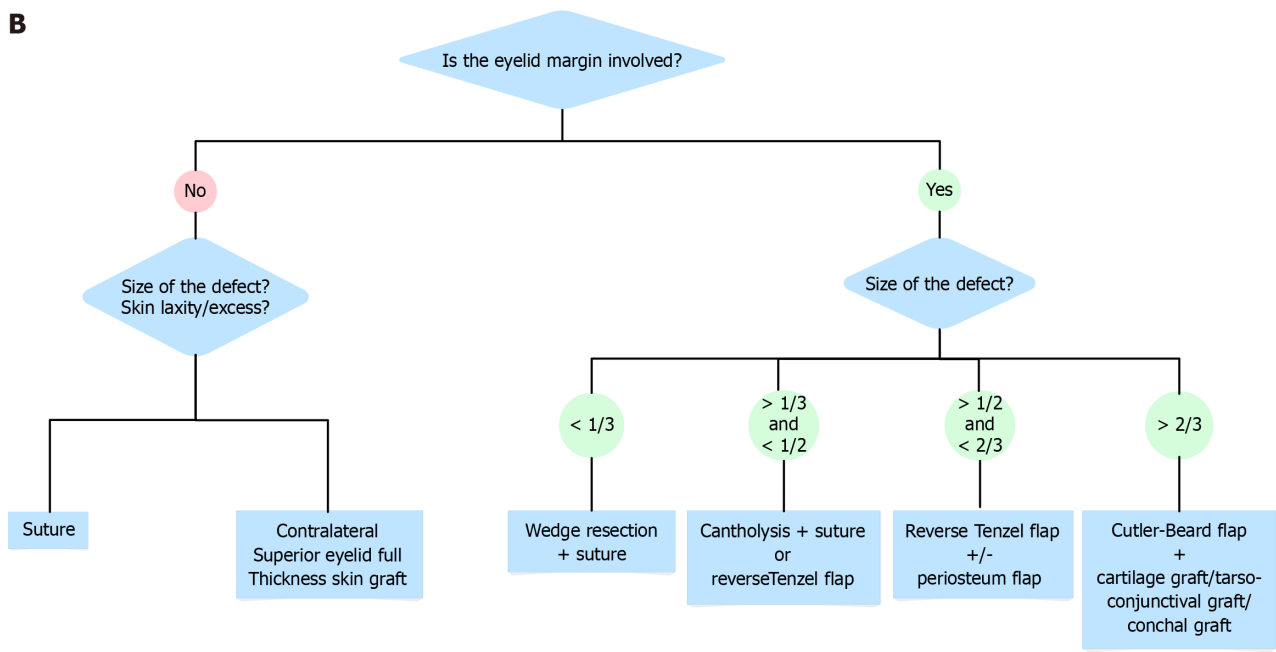 B
Is the eyelid margin involved?
No
Yes
Size of the defect?
Skin laxity/excess?
Size of the defect?
< 1/3
> 1/3
and
< 1/2
> 1/2
and
< 2/3
> 2/3
Suture
Contralateral
Superior eyelid full
Thickness skin graft
Wedge resection
+ suture
Cantholysis + suture
or
reverseTenzel flap
Reverse Tenzel flap
+/-
periosteum flap
Cutler-Beard flap
+
cartilage graft/tarso-
conjunctival graft/
conchal graft